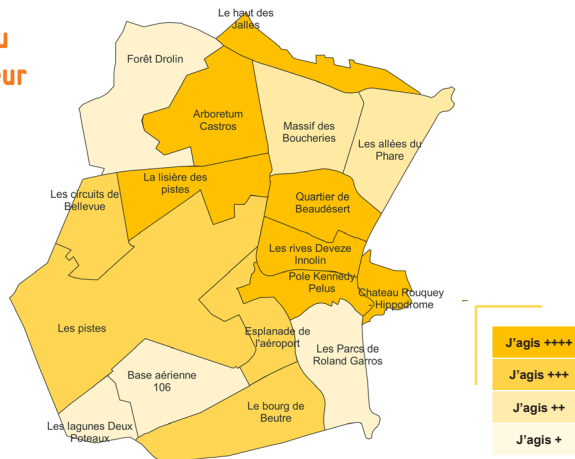 u
ur
Le haut des
Jalles
Forêt Drolin
Arboretum
Castros
Massif des
Boucheries
Les allées du
Phare
La lisière des
pistes
Les circuits de
Bellevue
Quartier de
Beaudésert
Les rives Deveze
Innolin
Pole Kennedy
Pelus
Chateau Rouquey
- Hippodrome
Les pistes
Esplanade de
l'aéroport
Les Parcs de
Roland Garros
Base aérienne
106
Le bourg de
Beutre
Les lagunes Deux
Poteaux
J'agis ++++
J'agis +++
J'agis ++
J'agis +